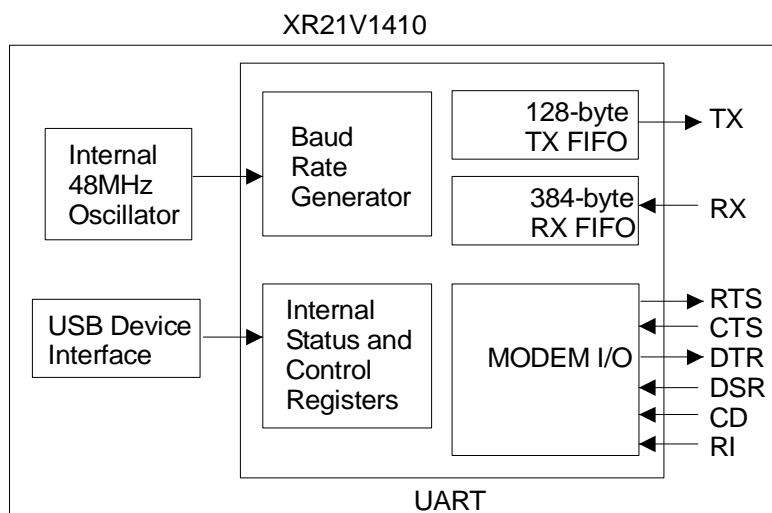 XR21V1410
Internal
48MHz
Oscillator
USB Device
Interface
Baud
Rate
Generator
Internal
Status and
Control
Registers
128-byte
TX FIFO
384-byte
RX FIFO
MODEM I/O
TX
RX
RTS
CTS
DTR
DSR
CD
RI
UART